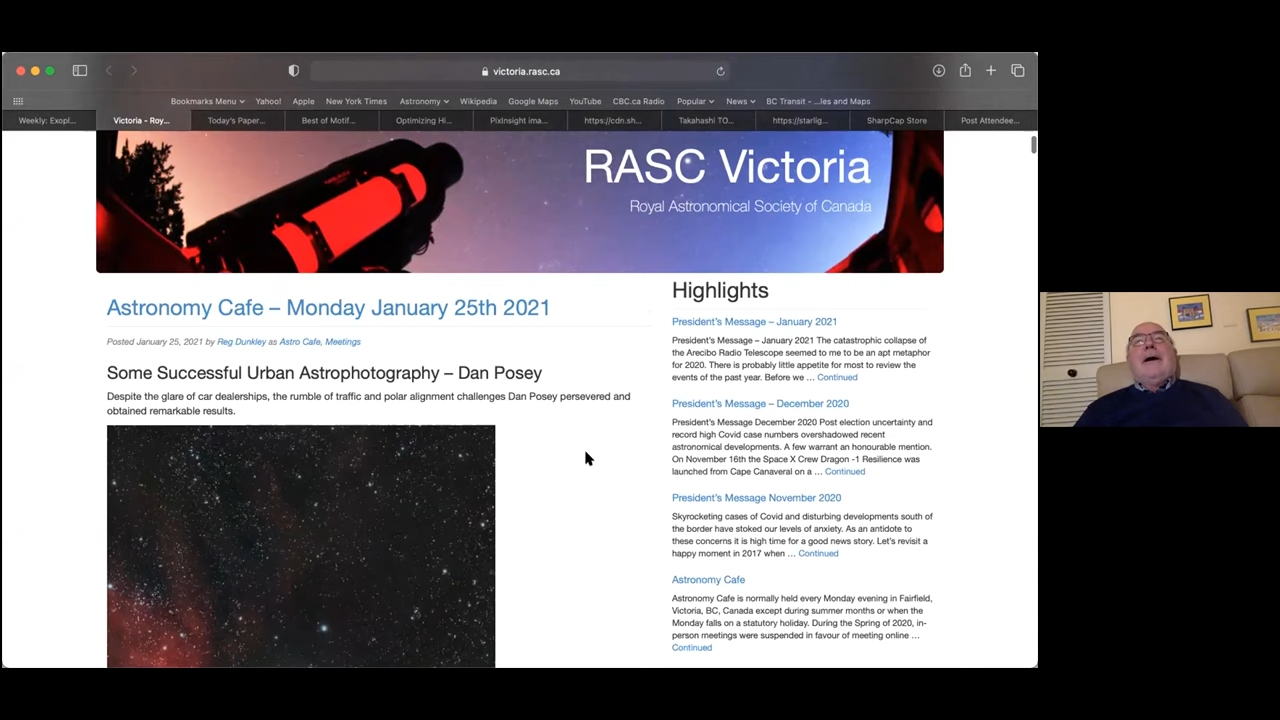 victoria.rasc.ca
Bookmarks Menu Yahoo! Apple New York Times Astronomy Wikipedia Google Maps YouTube CBC.ca Radio Popular News BC Transit - ...les and Maps
Weekly: Exopl... Victoria - Roy... Today's Paper... Best of Motif... Optimizing Hi... PixInsight ima... https://cdn.sh... Takahashi TO... https://starlig... SharpCap Store Post Attendee...
RASC Victoria
Royal Astronomical Society of Canada
Astronomy Cafe – Monday January 25th 2021
Posted January 25, 2021 by Reg Dunkley as Astro Cafe, Meetings
Some Successful Urban Astrophotography – Dan Posey
Despite the glare of car dealerships, the rumble of traffic and polar alignment challenges Dan Posey persevered and
obtained remarkable results.
Highlights
President's Message – January 2021
President's Message – January 2021 The catastrophic collapse of
the Arecibo Radio Telescope seemed to me to be an apt metaphor
for 2020. There is probably little appetite for most to review the
events of the past year. Before we ... Continued
President's Message – December 2020
President's Message December 2020 Post election uncertainty and
record high Covid case numbers overshadowed recent
astronomical developments. A few warrant an honourable mention.
On November 16th the Space X Crew Dragon -1 Resilience was
launched from Cape Canaveral on a ... Continued
President's Message November 2020
Skyrocketing cases of Covid and disturbing developments south of
the border have stoked our levels of anxiety. As an antidote to
these concerns it is high time for a good news story. Let's revisit a
happy moment in 2017 when ... Continued
Astronomy Cafe
Astronomy Cafe is normally held every Monday evening in Fairfield,
Victoria, BC, Canada except during summer months or when the
Monday falls on a statutory holiday. During the Spring of 2020, in-
person meetings were suspended in favour of meeting online ...
Continued